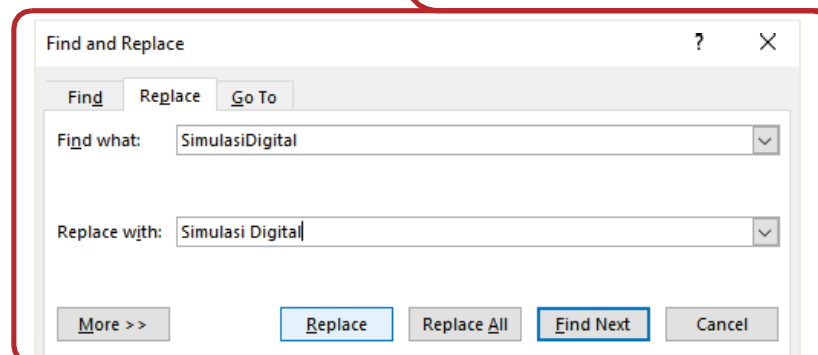 Find and Replace ?
Find Replace Go To
Find what: SimulasiDigital
Replace with: Simulasi Digital
More >> Replace Replace All Find Next Cancel